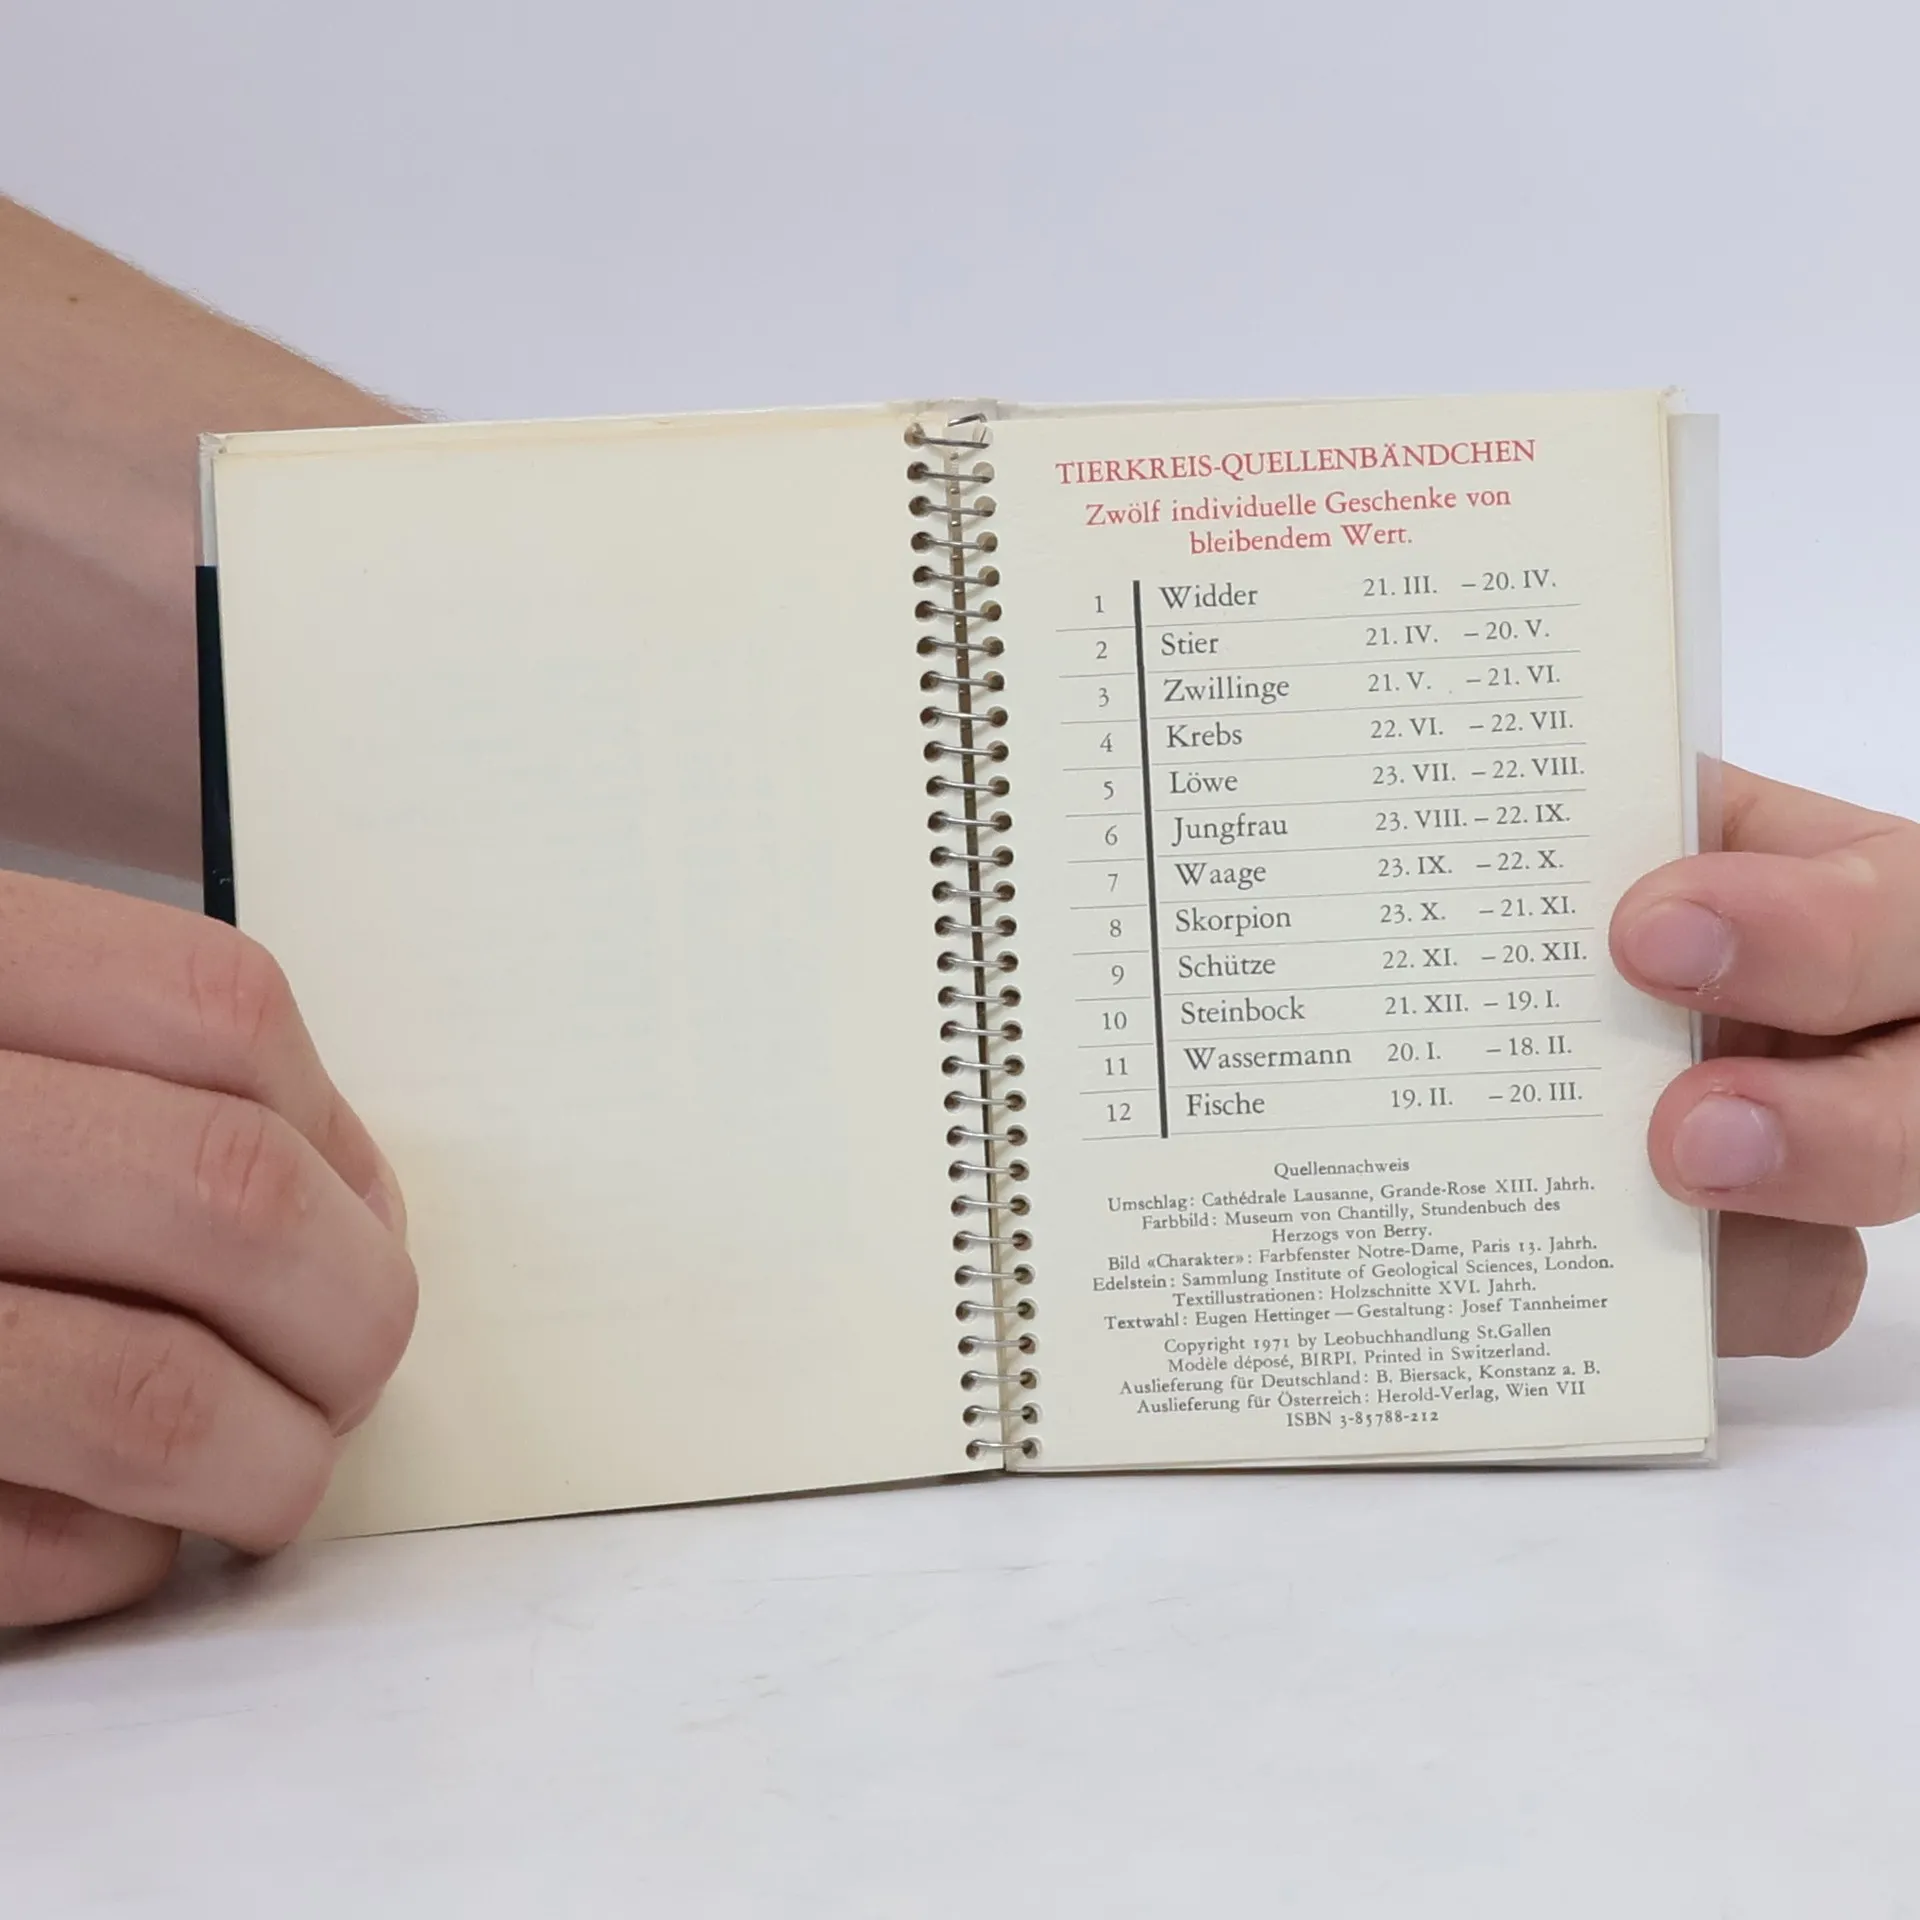 TIERKREIS-QUELLENBÄNDCHEN
Zwölf individuelle Geschenke von
bleibendem Wert.
1 Widder 21. III. – 20. IV.
2 Stier 21. IV. – 20. V.
3 Zwillinge 21. V. – 21. VI.
4 Krebs 22. VI. – 22. VII.
5 Löwe 23. VII. – 22. VIII.
6 Jungfrau 23. VIII. – 22. IX.
7 Waage 23. IX. – 22. X.
8 Skorpion 23. X. – 21. XI.
9 Schütze 22. XI. – 20. XII.
10 Steinbock 21. XII. – 19. I.
11 Wassermann 20. I. – 18. II.
12 Fische 19. II. – 20. III.
Quellennachweis
Umschlag: Cathédrale Lausanne, Grande-Rose XIII. Jahrh.
Farbbild: Museum von Chantilly, Stundenbuch des
Herzogs von Berry.
Bild «Charakter»: Farbfenster Notre-Dame, Paris 13. Jahrh.
Edelstein: Sammlung Institute of Geological Sciences, London.
Textillustrationen: Holzschnitte XVI. Jahrh.
Textwahl: Eugen Hettinger — Gestaltung: Josef Tannheimer
Copyright 1971 by Leobuchhandlung St.Gallen
Modèle déposé, BIRPI. Printed in Switzerland.
Auslieferung für Deutschland: B. Biersack, Konstanz a. B.
Auslieferung für Österreich: Herold-Verlag, Wien VII
ISBN 3-85788-212